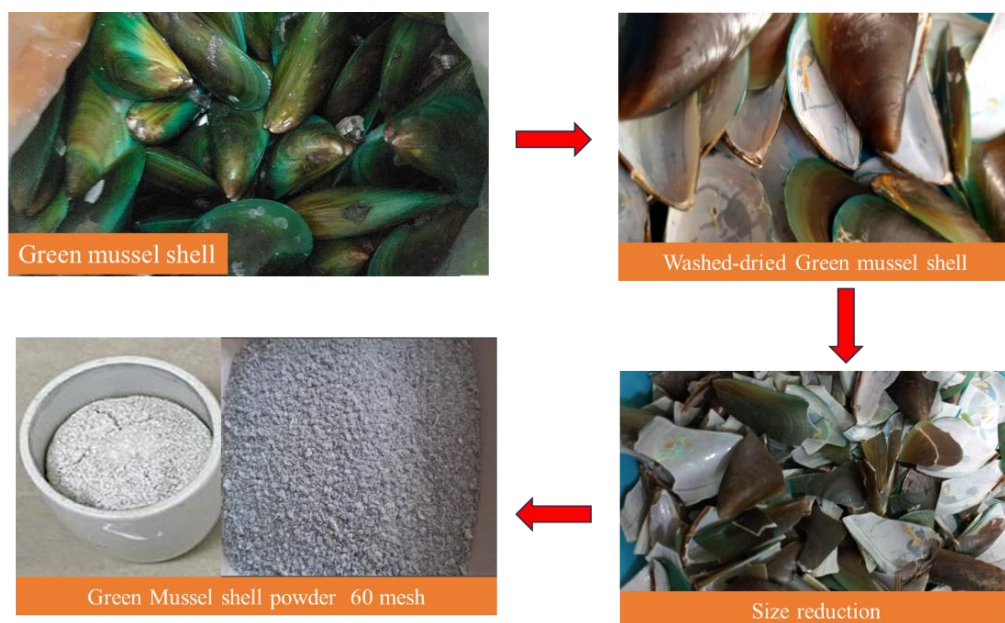 Green mussel shell
Washed-dried Green mussel shell
Size reduction
Green Mussel shell powder 60 mesh